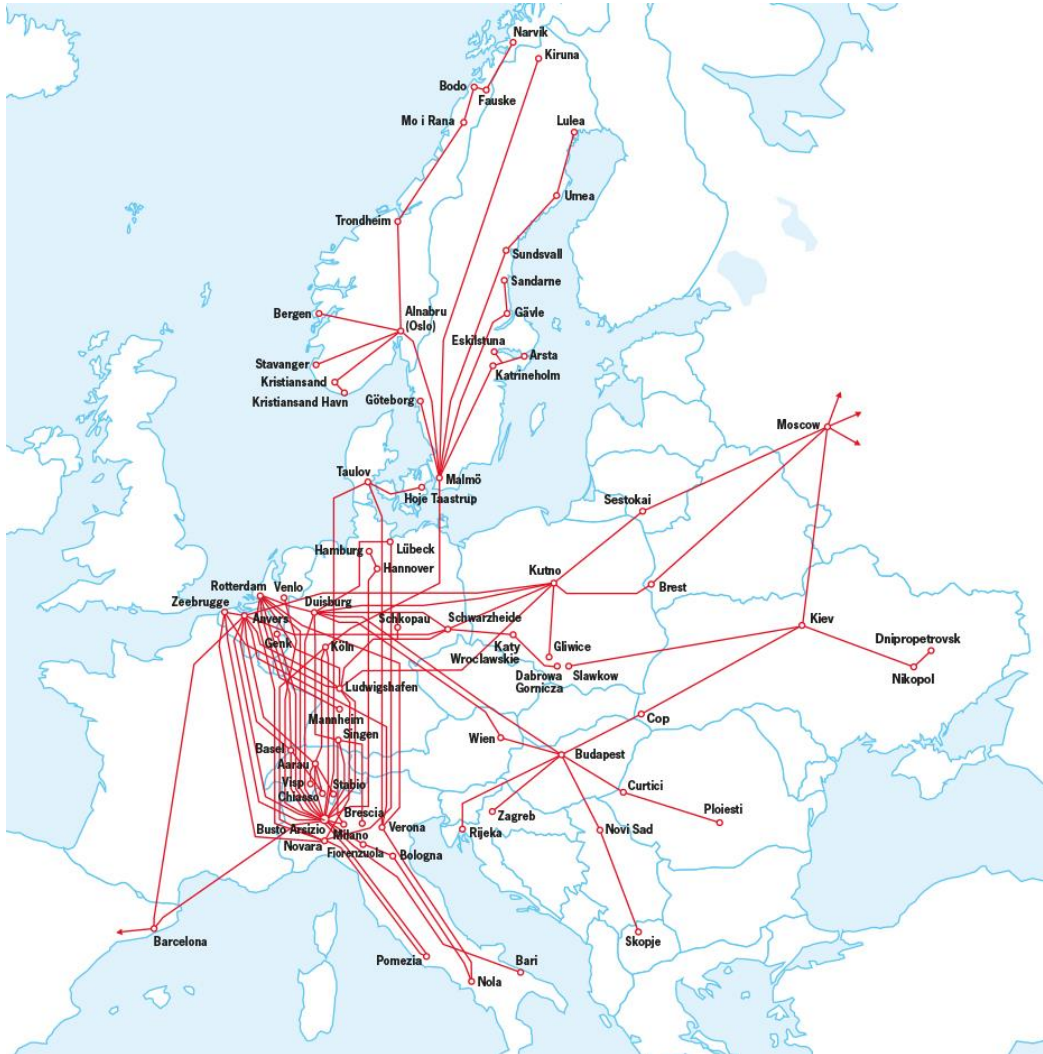 Narvik
Kiruna
Bodo
Fauske
Mo i Rana
Lulea
Umea
Trondheim
Sundsvall
Sandarne
Bergen
Alnabru
(Oslo)
Gävle
Eskilstuna
Arsta
Stavanger
Katrineholm
Kristiansand
Kristiansand Havn
Göteborg
Moscow
Taulov
Malmö
Hoje Taastrup
Sestokai
Hamburg
Lübeck
Hannover
Kutno
Brest
Rotterdam
Venlo
Zeebrugge
Anvers
Duisburg
Schkopau
Schwarzheide
Kiev
Genk
Köln
Katy
Wroclawskie
Gliwice
Dnipropetrovsk
Dabrowa
Gornicza
Slawkow
Nikopol
Ludwigshafen
Mannheim
Cop
Singen
Wien
Basel
Budapest
Aarau
Visp
Stabio
Chiasso
Curtici
Brescia
Zagreb
Ploiesti
Busto Arsizio
Milano
Verona
Rijeka
Novi Sad
Novara
Fiorenzuola
Bologna
Barcelona
Skopje
Pomezia
Bari
Nola